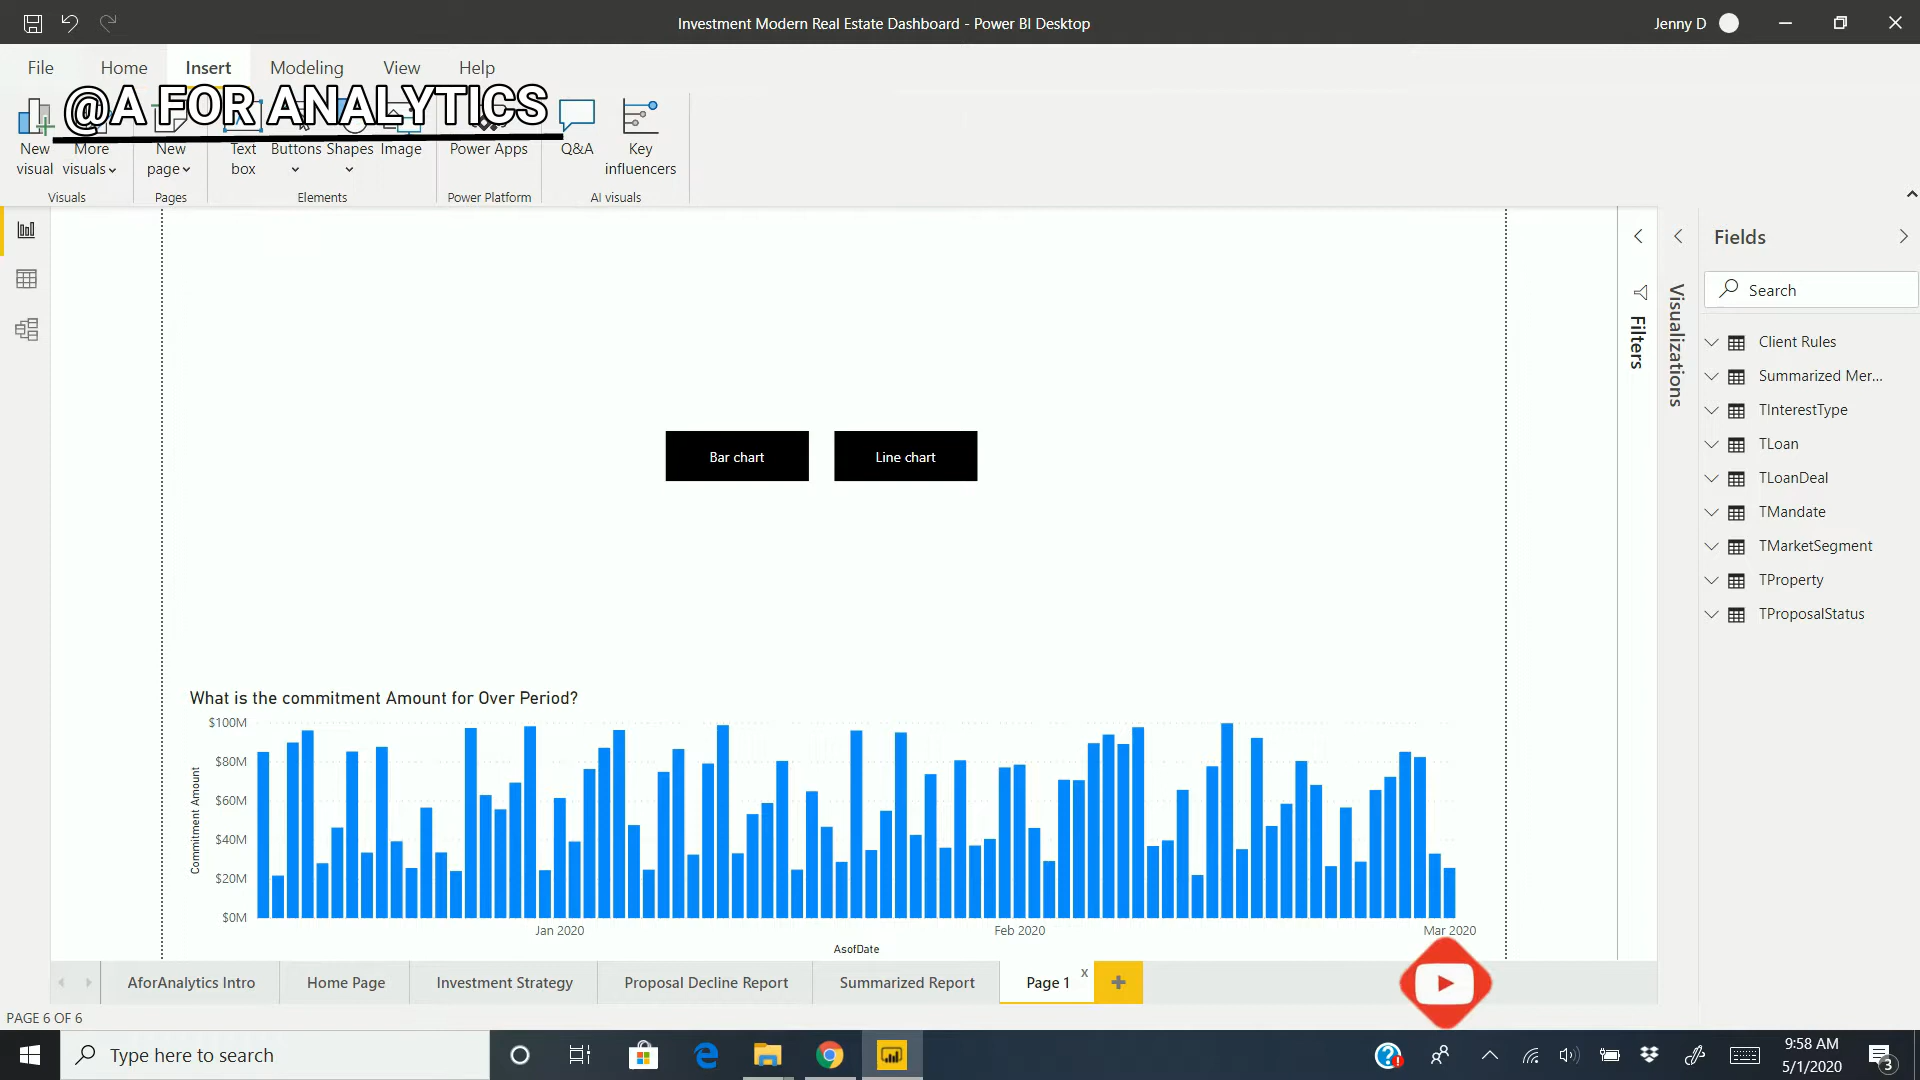 Investment Modern Real Estate Dashboard - Power BI Desktop
Jenny D
File
Home
Insert
Modeling
View
Help
@A FOR ANALYTICS
New
visual
More
visuals
New
page
Text
box
Buttons
Shapes
Image
Power Apps
Q&A
Key
influencers
Visuals
Pages
Elements
Power Platform
AI visuals
Bar chart
Line chart
What is the commitment Amount for Over Period?
Commitment Amount
$100M
$80M
$60M
$40M
$20M
$0M
Jan 2020
Feb 2020
Mar 2020
AsofDate
Filters
Visualizations
Fields
Search
Client Rules
Summarized Mer...
TInterestType
TLoan
TLoanDeal
TMandate
TMarketSegment
TProperty
TProposalStatus
AforAnalytics Intro
Home Page
Investment Strategy
Proposal Decline Report
Summarized Report
Page 1
x
PAGE 6 OF 6
Type here to search
9:58 AM
5/1/2020
3